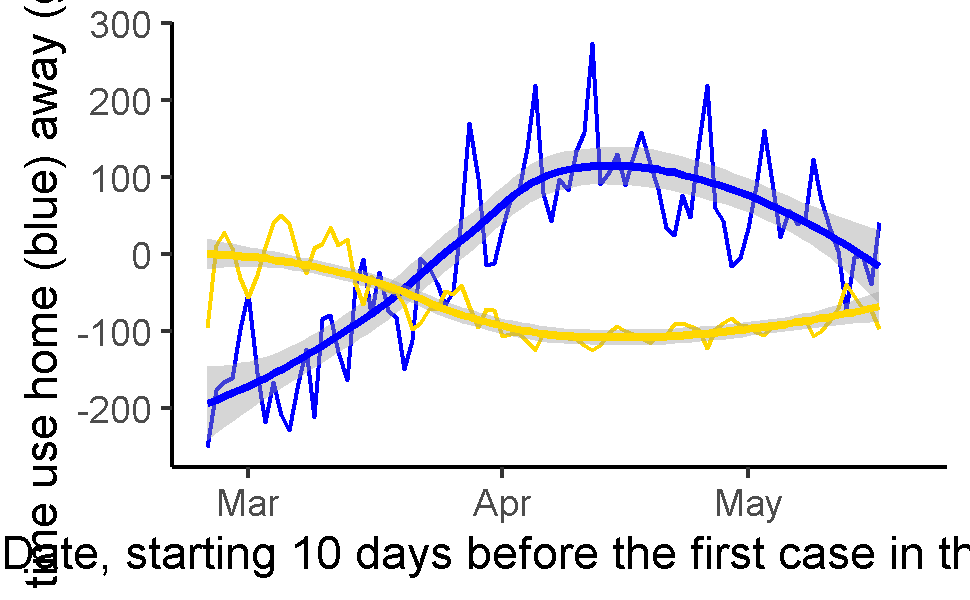 300
200
100
0
-100
-200
time use home (blue) away (
Mar Apr May
Date, starting 10 days before the first case in th